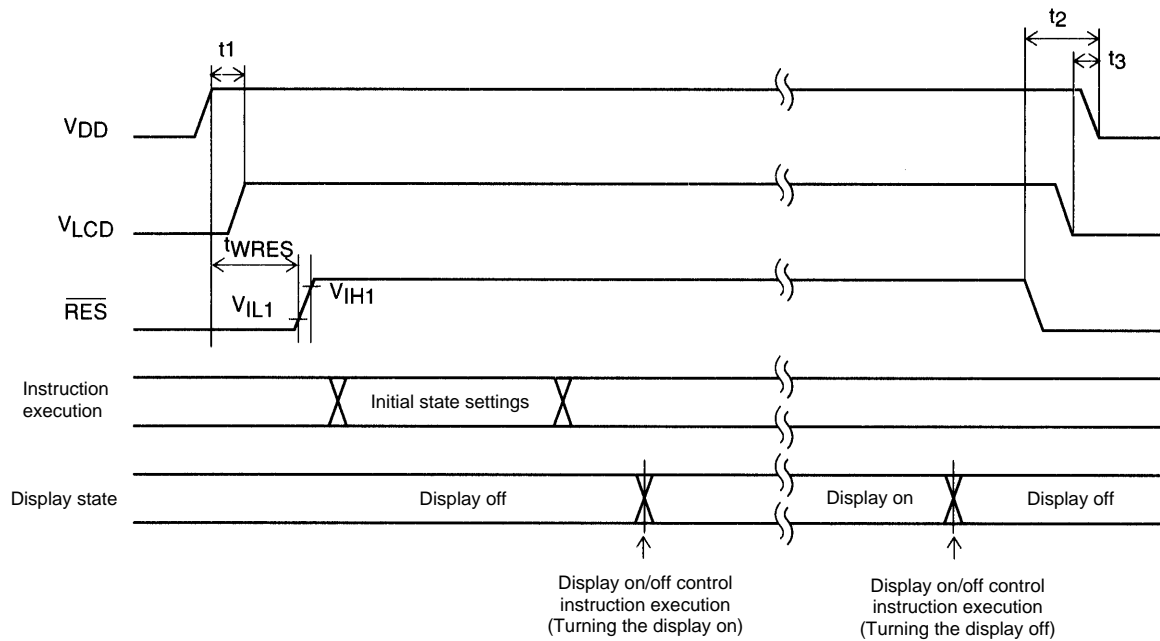 t2
t1
t3
VDD
VLCD
tWRES
VIH1
VIL1
RES
Instruction
execution
Initial state settings
Display state
Display off
Display on
Display off
Display on/off control
instruction execution
(Turning the display on)
Display on/off control
instruction execution
(Turning the display off)